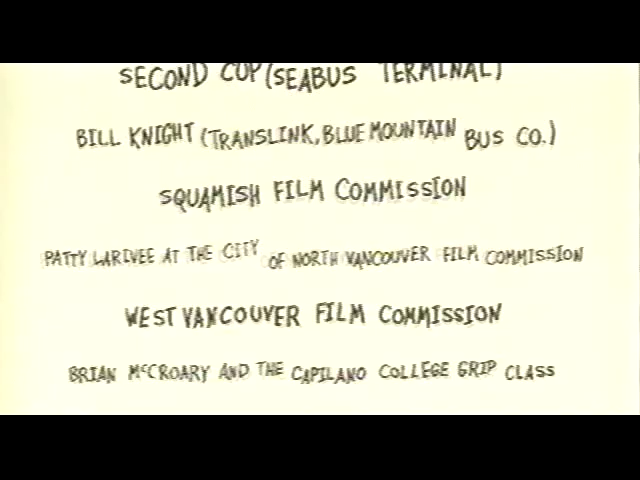 SECOND CUP (SEABUS TERMINAL)
BILL KNIGHT (TRANSLINK, BLUE MOUNTAIN BUS CO.)
SQUAMISH FILM COMMISSION
PATTY LARIVEE AT THE CITY OF NORTH VANCOUVER FILM COMMISSION
WEST VANCOUVER FILM COMMISSION
BRIAN McCROARY AND THE CAPILANO COLLEGE GRIP CLASS